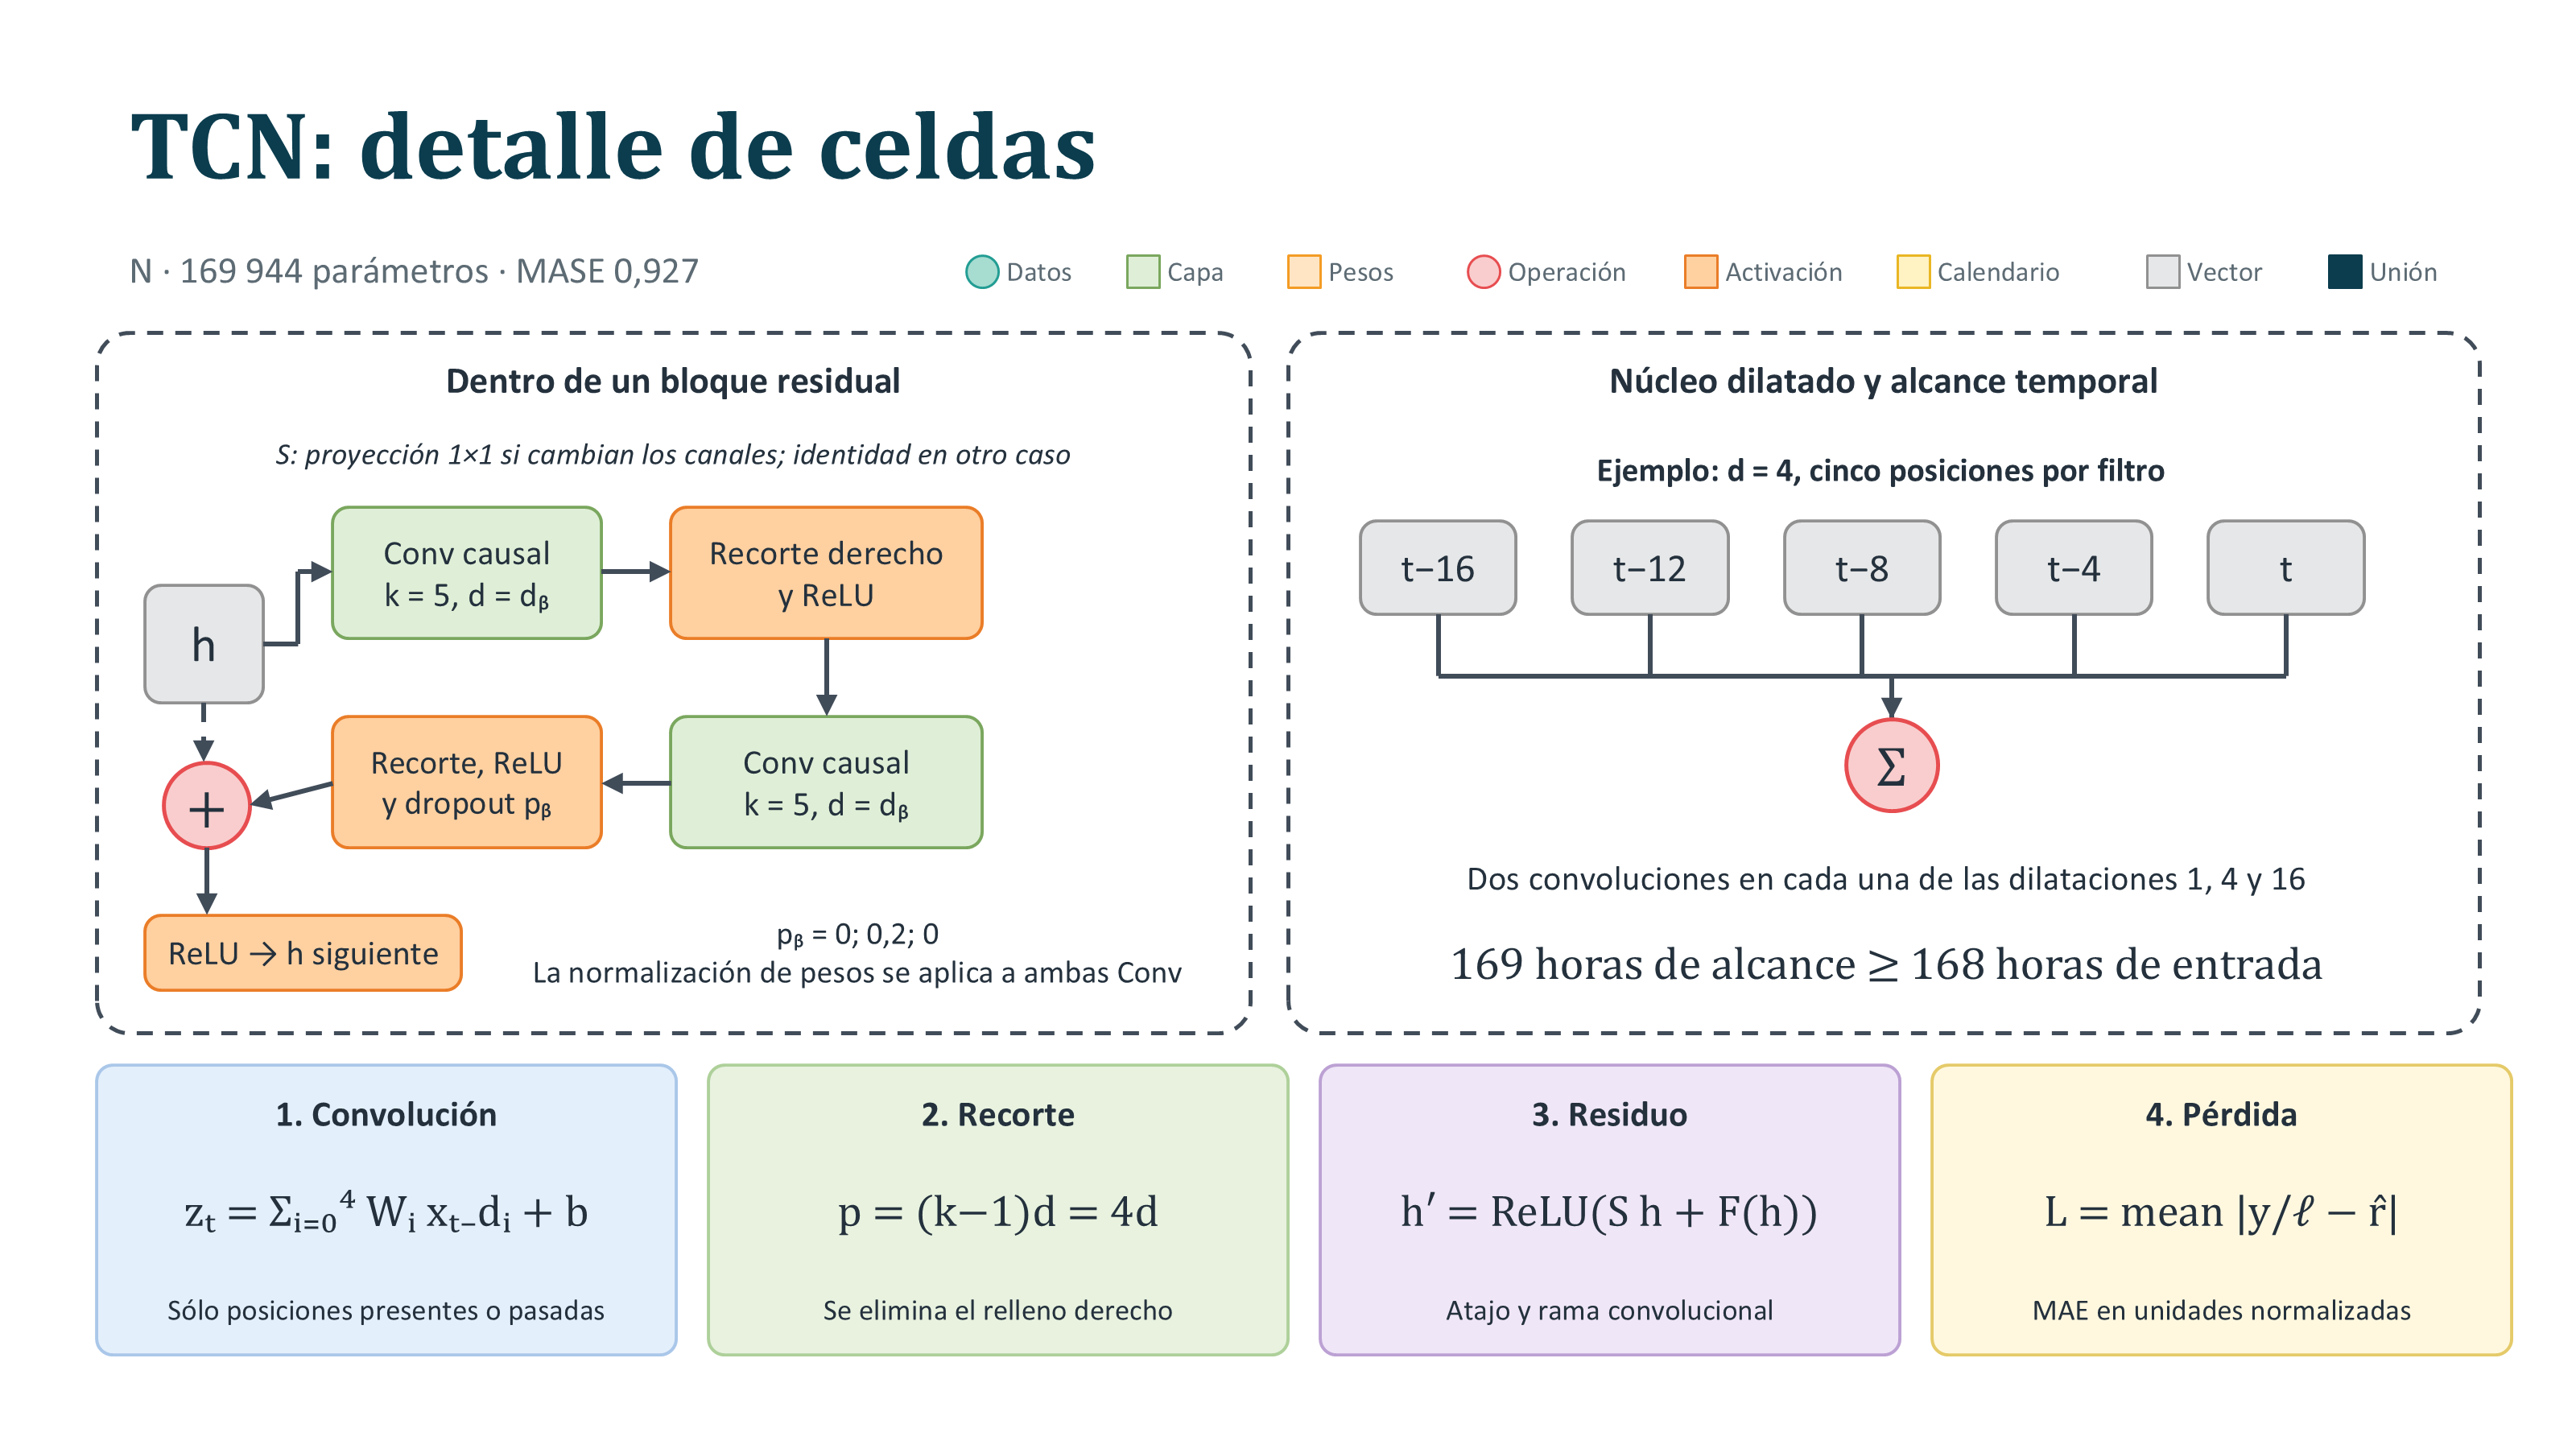 TCN: detalle de celdas
N · 169 944 parámetros · MASE 0,927
Datos
Capa
Pesos
Operación
Activación
Calendario
Vector
Unión
Dentro de un bloque residual
S: proyección 1×1 si cambian los canales; identidad en otro caso
h
Conv causal
k = 5, d = dᵦ
Recorte derecho
y ReLU
Conv causal
k = 5, d = dᵦ
Recorte, ReLU
y dropout pᵦ
+
ReLU → h siguiente
pᵦ = 0; 0,2; 0
La normalización de pesos se aplica a ambas Conv
Núcleo dilatado y alcance temporal
Ejemplo: d = 4, cinco posiciones por filtro
t−16
t−12
t−8
t−4
t
Σ
Dos convoluciones en cada una de las dilataciones 1, 4 y 16
169 horas de alcance ≥ 168 horas de entrada
1. Convolución
zₜ = Σᵢ₌₀⁴ Wᵢ xₜ₋dᵢ + b
Sólo posiciones presentes o pasadas
2. Recorte
p = (k−1)d = 4d
Se elimina el relleno derecho
3. Residuo
h′ = ReLU(S h + F(h))
Atajo y rama convolucional
4. Pérdida
L = mean |y/ℓ − r̂|
MAE en unidades normalizadas